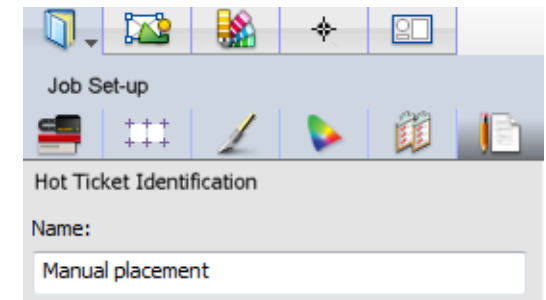 Job Set-up
Hot Ticket Identification
Name:
Manual placement